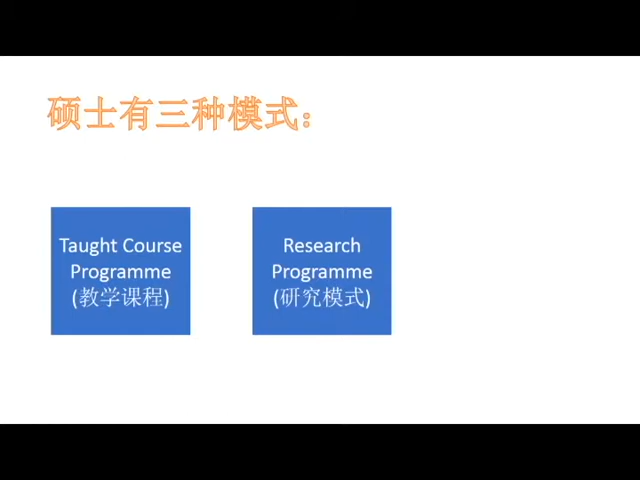 硕士有三种模式：
Taught Course
Programme
(教学课程)
Research
Programme
(研究模式)